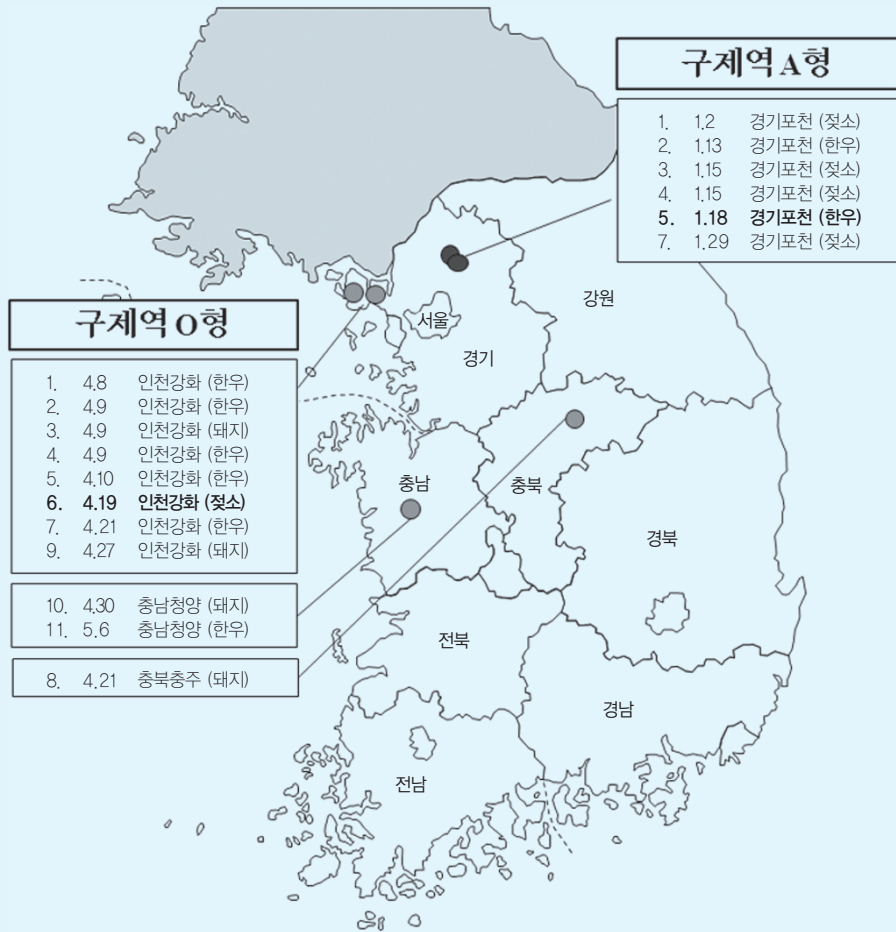 구제역 A형
1. 1.2 경기포천 (젖소)
2. 1.13 경기포천 (한우)
3. 1.15 경기포천 (젖소)
4. 1.15 경기포천 (젖소)
5. 1.18 경기포천 (한우)
7. 1.29 경기포천 (젖소)
구제역 O형
1. 4.8 인천강화 (한우)
2. 4.9 인천강화 (한우)
3. 4.9 인천강화 (돼지)
4. 4.9 인천강화 (한우)
5. 4.10 인천강화 (한우)
6. 4.19 인천강화 (젖소)
7. 4.21 인천강화 (한우)
9. 4.27 인천강화 (돼지)
10. 4.30 충남청양 (돼지)
11. 5.6 충남청양 (한우)
8. 4.21 충북충주 (돼지)
강원
서울
경기
충남
충북
경북
전북
경남
전남